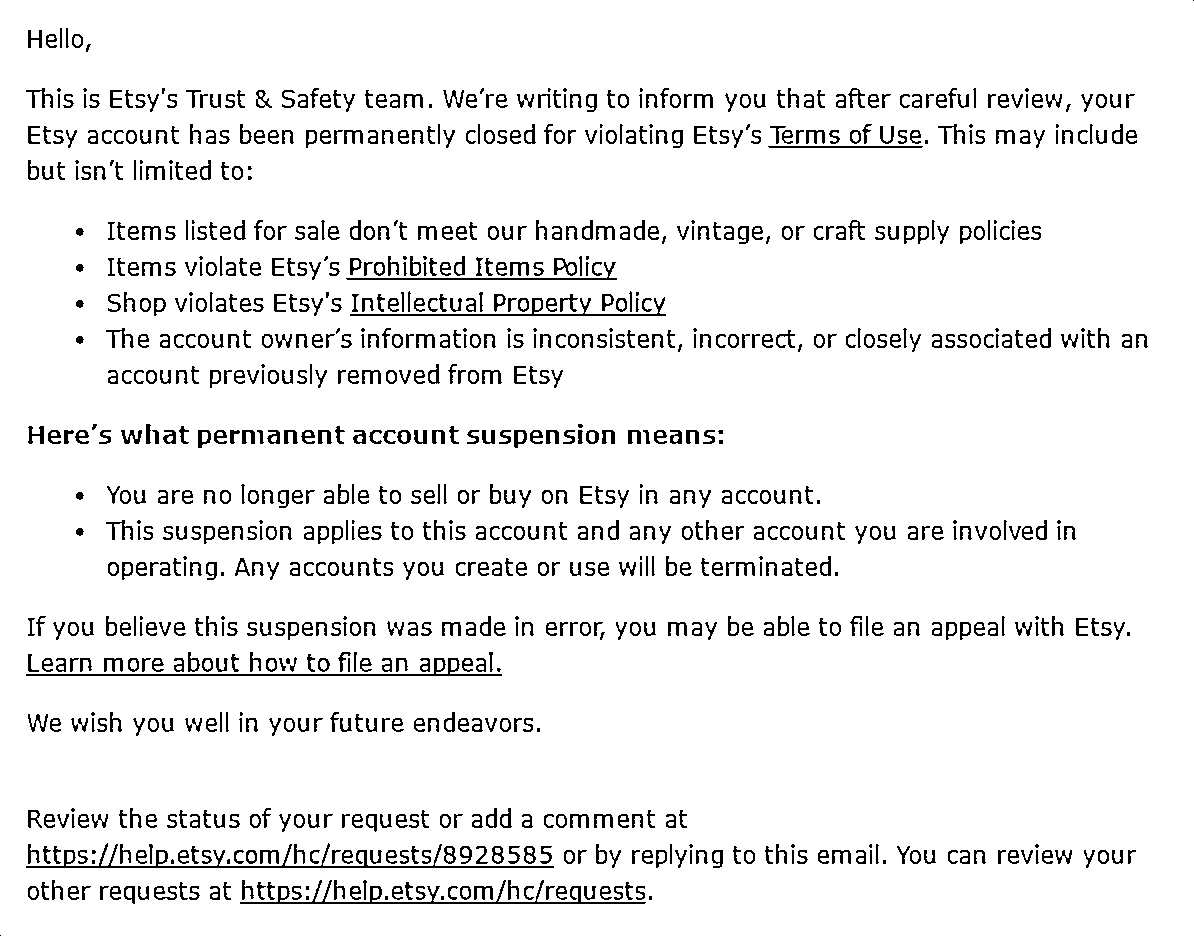 Hello,
This is Etsy's Trust & Safety team. We're writing to inform you that after careful review, your
Etsy account has been permanently closed for violating Etsy's Terms of Use. This may include
but isn't limited to:
• Items listed for sale don't meet our handmade, vintage, or craft supply policies
• Items violate Etsy's Prohibited Items Policy
• Shop violates Etsy's Intellectual Property Policy
• The account owner's information is inconsistent, incorrect, or closely associated with an
account previously removed from Etsy
Here's what permanent account suspension means:
• You are no longer able to sell or buy on Etsy in any account.
• This suspension applies to this account and any other account you are involved in
operating. Any accounts you create or use will be terminated.
If you believe this suspension was made in error, you may be able to file an appeal with Etsy.
Learn more about how to file an appeal.
We wish you well in your future endeavors.
Review the status of your request or add a comment at
https://help.etsy.com/hc/requests/8928585 or by replying to this email. You can review your
other requests at https://help.etsy.com/hc/requests.